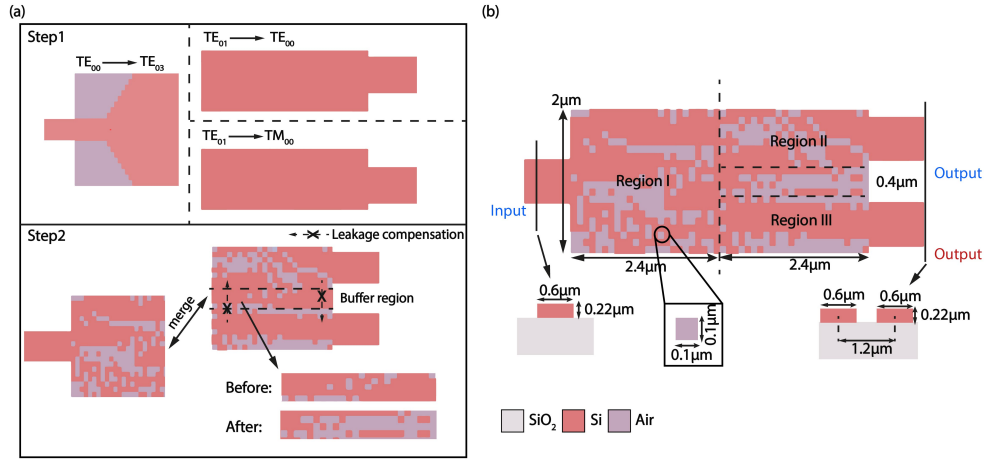 (a)
Step1
TE00 → TE03
TE01 → TE00
TE01 → TM00
Step2
Leakage compensation
merge
Buffer region
Before:
After:
(b)
2μm
Region I
Region II
Region III
0.4μm
Input
Output
Output
2.4μm
2.4μm
0.6μm
0.22μm
0.1μm
0.1μm
0.6μm
0.6μm
0.22μm
1.2μm
SiO2
Si
Air